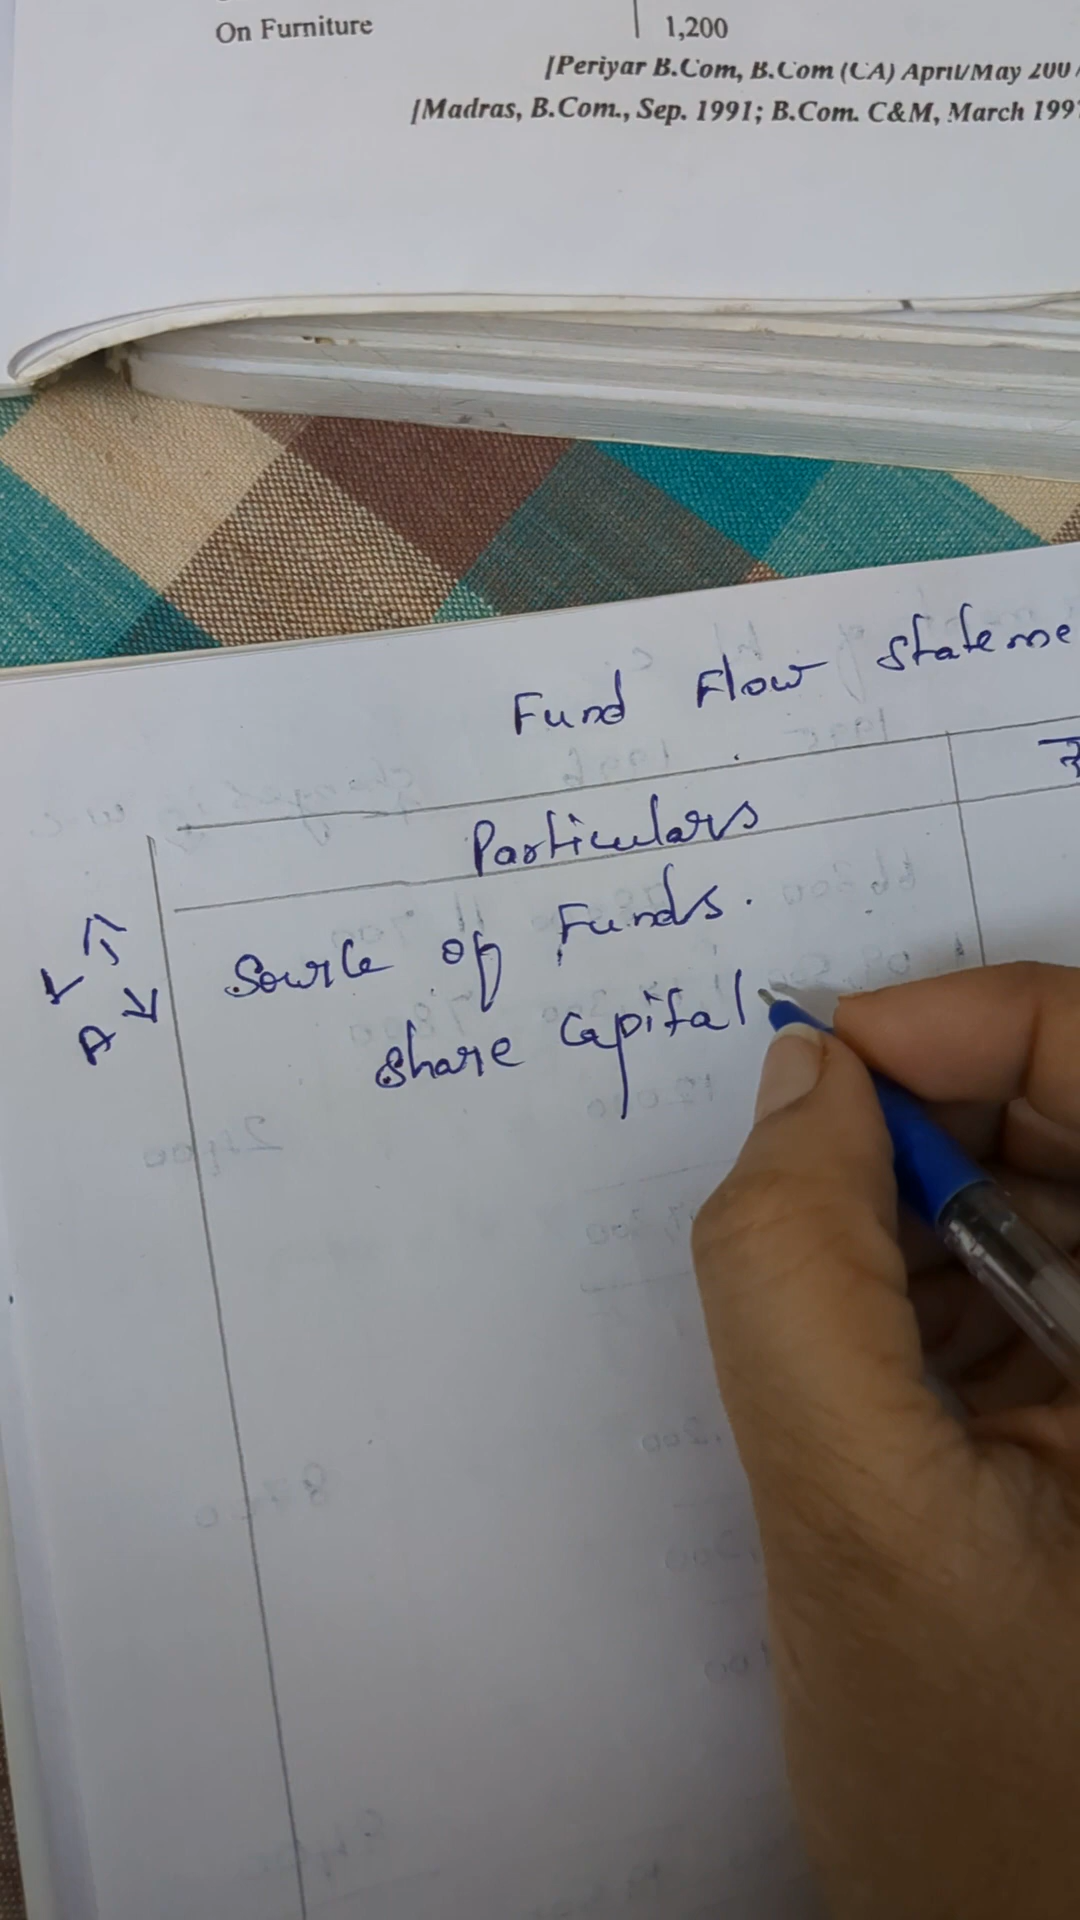 On Furniture 1,200
[Periyar B.Com, B.Com (CA) April/May 200
[Madras, B.Com., Sep. 1991; B.Com. C&M, March 199
Fund Flow Stateme
Particulars ₹
L
A
Source of Funds.
Share Capital